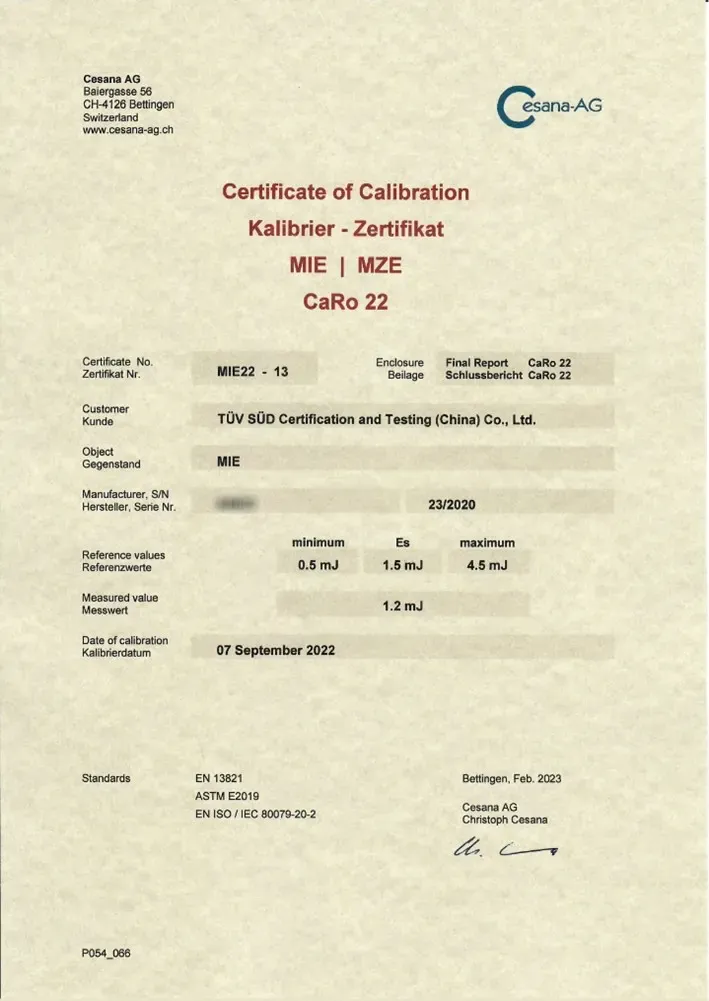 Cesana AG
Baiergasse 56
CH-4126 Bettingen
Switzerland
www.cesana-ag.ch
Cesana-AG
Certificate of Calibration
Kalibrier - Zertifikat
MIE | MZE
CaRo 22
Certificate No. MIE22 - 13 Enclosure Final Report CaRo 22
Zertifikat Nr. Beilage Schlussbericht CaRo 22
Customer
Kunde
TÜV SÜD Certification and Testing (China) Co., Ltd.
Object
Gegenstand
MIE
Manufacturer, S/N
Hersteller, Serie Nr.
23/2020
minimum Es maximum
Reference values
Referenzwerte
0.5 mJ 1.5 mJ 4.5 mJ
Measured value
Messwert
1.2 mJ
Date of calibration
Kalibrierdatum
07 September 2022
Standards
EN 13821
ASTM E2019
EN ISO / IEC 80079-20-2
Bettingen, Feb. 2023
Cesana AG
Christoph Cesana
P054_066